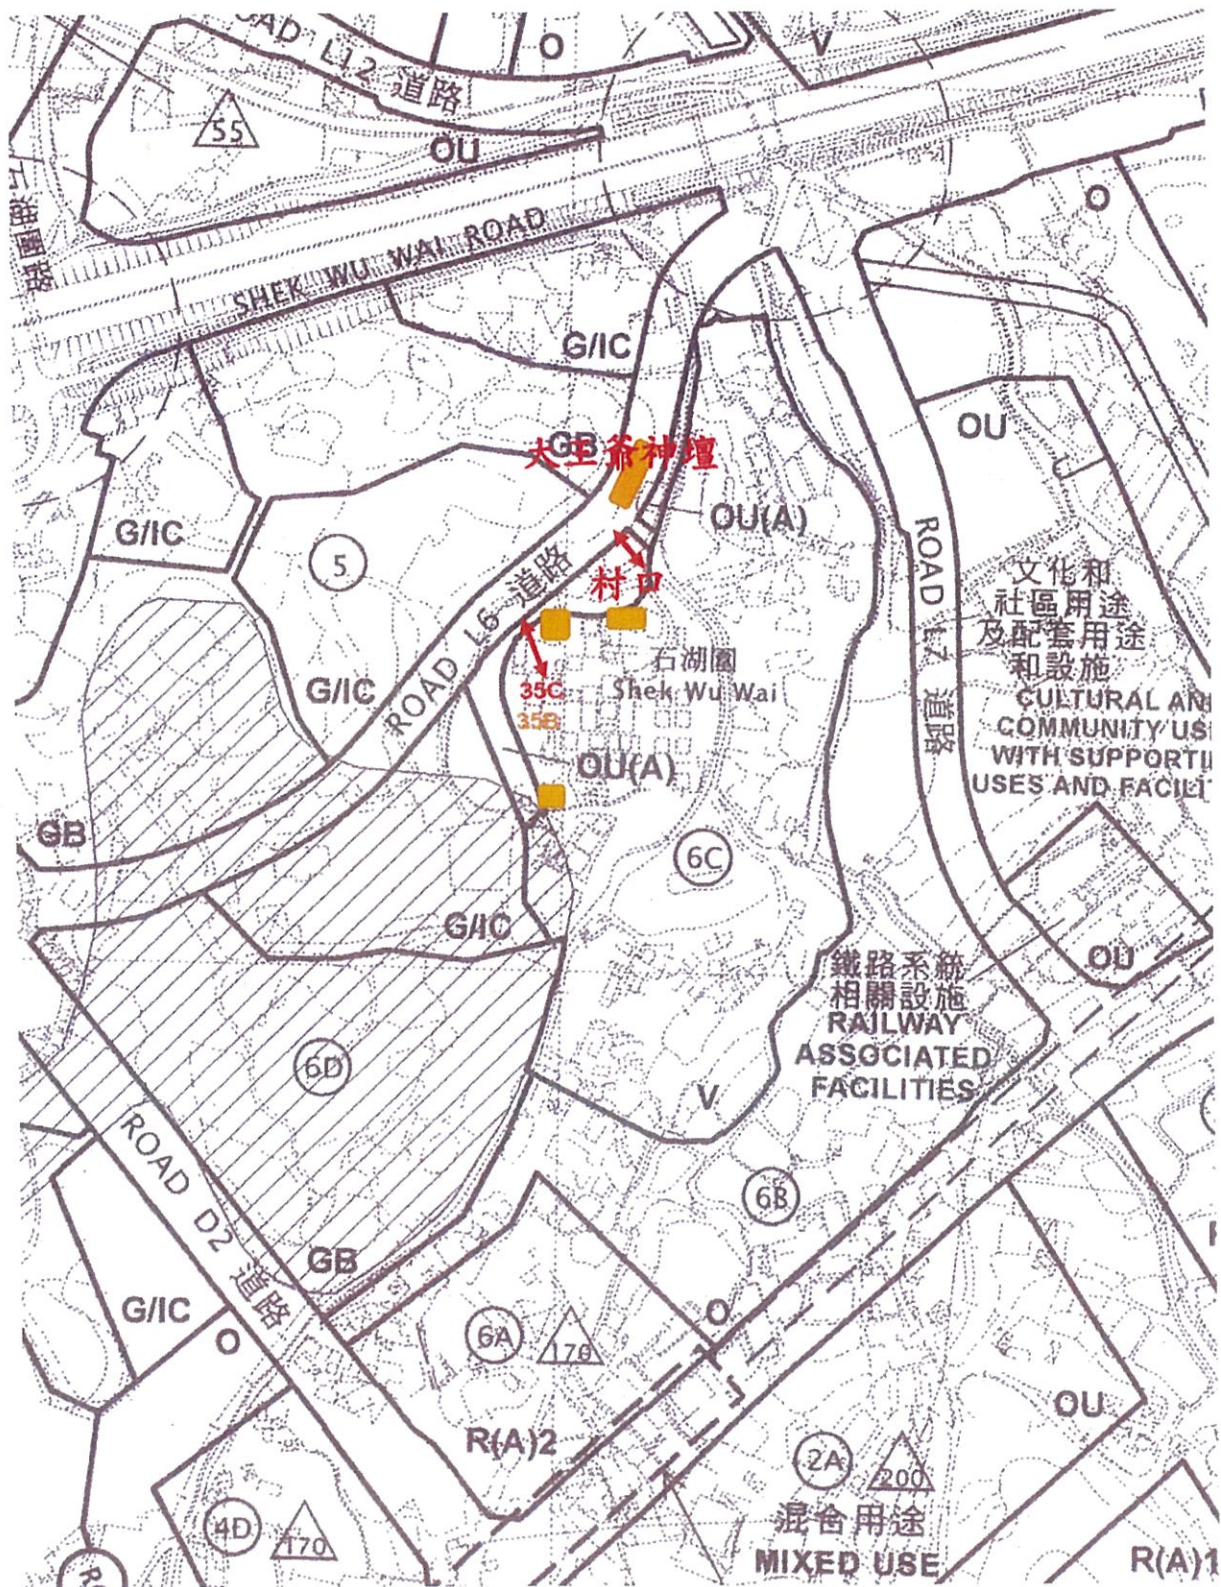 ROAD L12 道路
O
V
55
OU
石湖圍路
SHEK WU WAI ROAD
O
G/IC
GB
大王爺神壇
OU
G/IC
5
OU(A)
ROAD L6 道路
村口
ROAD L7 道路
文化和
社區用途
及配套用途
和設施
CULTURAL AN
COMMUNITY US
WITH SUPPORTI
USES AND FACILIT
石湖圍
Shek Wu Wai
G/IC
35C
35B
OU(A)
GB
6C
G/IC
OU
鐵路系統
相關設施
RAILWAY
ASSOCIATED
FACILITIES
6D
V
ROAD D2 道路
6B
GB
G/IC
O
6A
170
O
OU
R(A)2
2A
200
4D
170
混合用途
MIXED USE
R(A)1